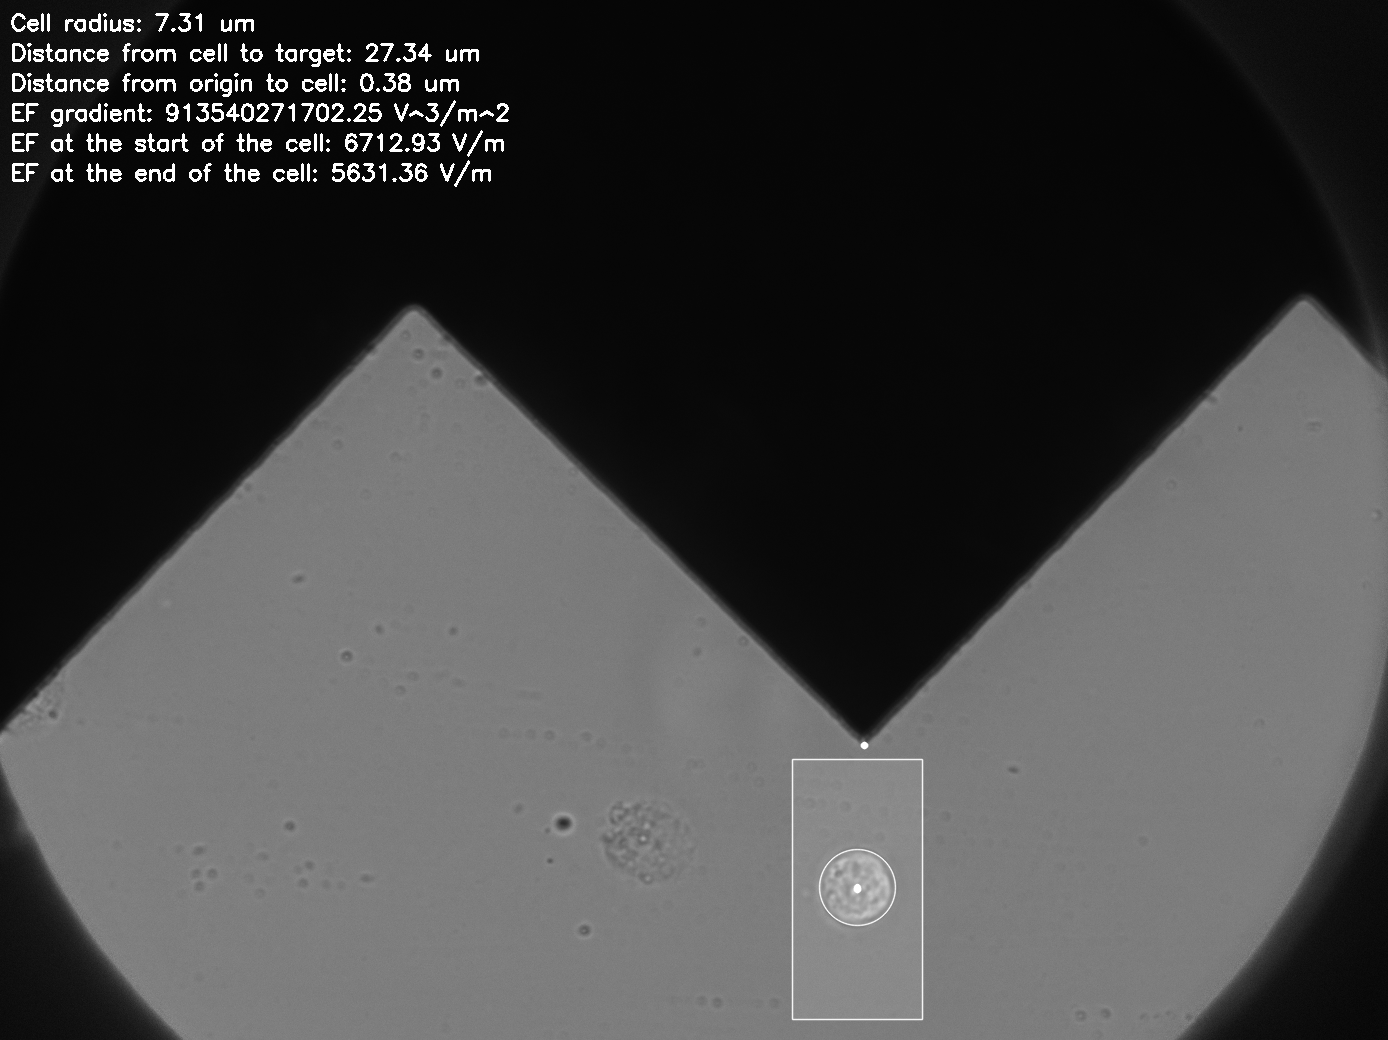 Cell radius: 7.31 um
Distance from cell to target: 27.34 um
Distance from origin to cell: 0.38 um
EF gradient: 913540271702.25 V^3/m^2
EF at the start of the cell: 6712.93 V/m
EF at the end of the cell: 5631.36 V/m